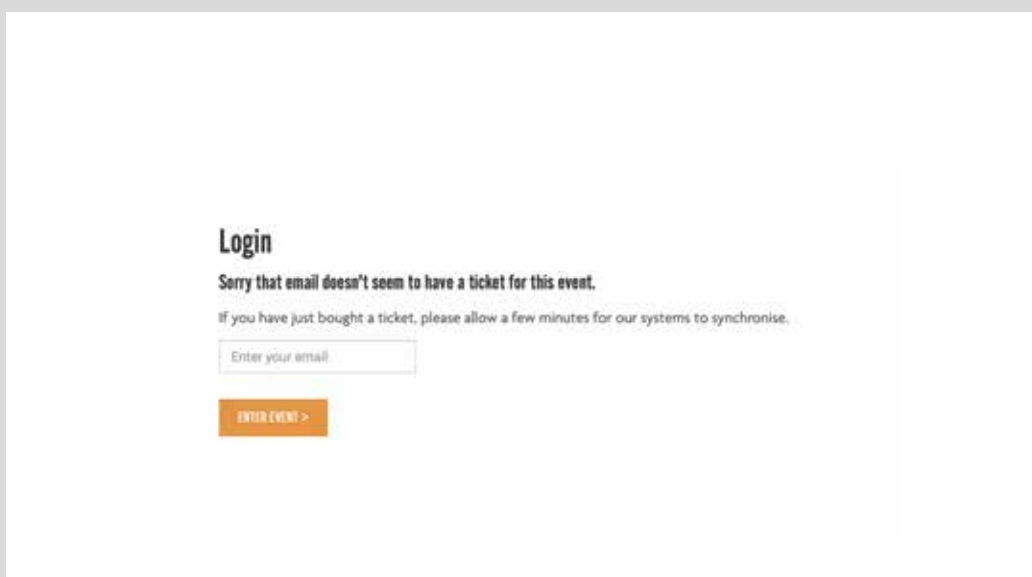 Login
Sorry that email doesn't seem to have a ticket for this event.
If you have just bought a ticket, please allow a few minutes for our systems to synchronise.
Enter your email
ENTER EVENT >